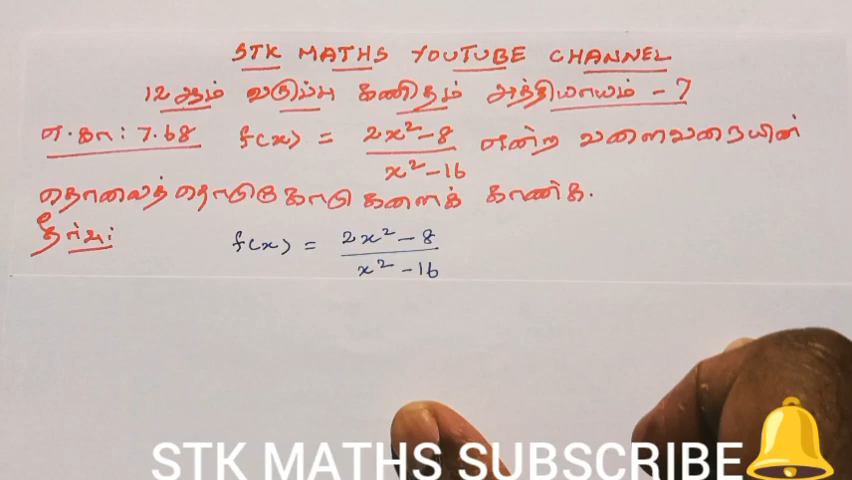 STK MATHS YOUTUBE CHANNEL
12 ஆம் வகுப்பு கணிதம் அத்தியாயம் - 7
எ.கா: 7.68 f(x) = 2x²-8 / x²-16 என்ற வளைவரையின்
தொலைத் தொடுகோடுகளைக் காண்க.
தீர்வு:
f(x) = 2x²-8 / x²-16
STK MATHS SUBSCRIBE